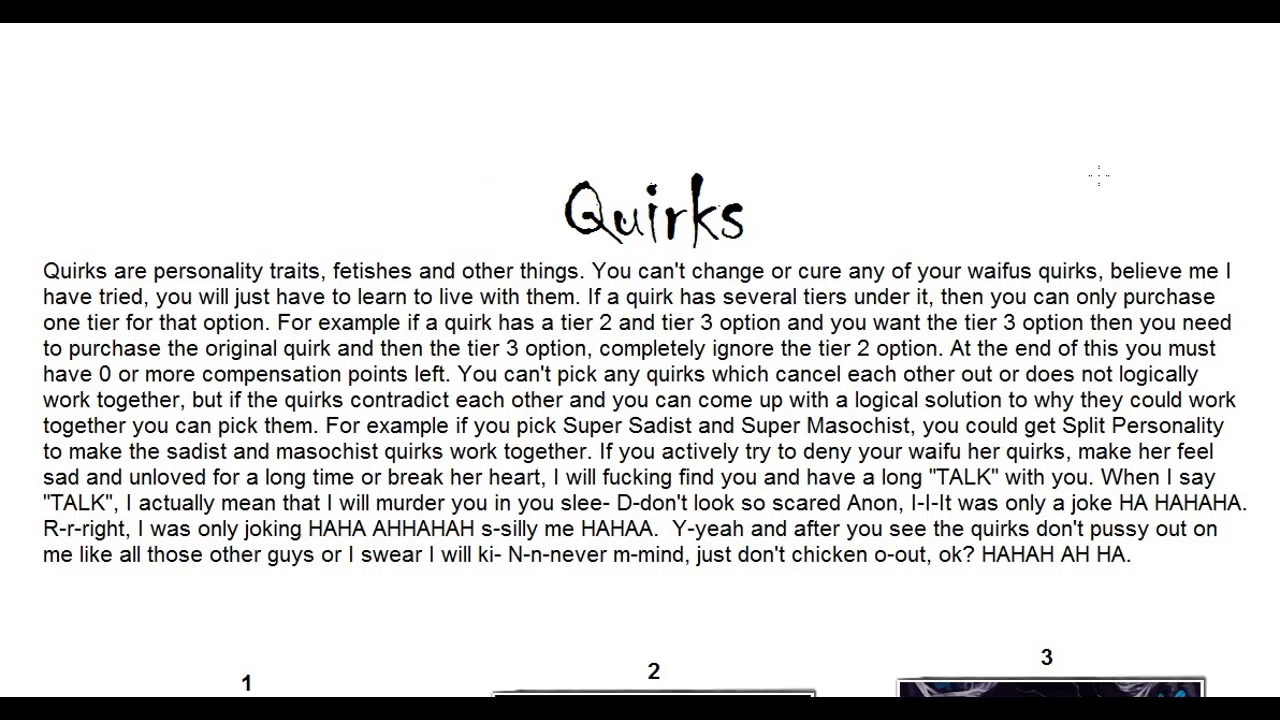 Quirks
Quirks are personality traits, fetishes and other things. You can't change or cure any of your waifus quirks, believe me I
have tried, you will just have to learn to live with them. If a quirk has several tiers under it, then you can only purchase
one tier for that option. For example if a quirk has a tier 2 and tier 3 option and you want the tier 3 option then you need
to purchase the original quirk and then the tier 3 option, completely ignore the tier 2 option. At the end of this you must
have 0 or more compensation points left. You can't pick any quirks which cancel each other out or does not logically
work together, but if the quirks contradict each other and you can come up with a logical solution to why they could work
together you can pick them. For example if you pick Super Sadist and Super Masochist, you could get Split Personality
to make the sadist and masochist quirks work together. If you actively try to deny your waifu her quirks, make her feel
sad and unloved for a long time or break her heart, I will fucking find you and have a long "TALK" with you. When I say
"TALK", I actually mean that I will murder you in you slee- D-don't look so scared Anon, I-I-It was only a joke HA HAHAHA.
R-r-right, I was only joking HAHA AHHAHAH s-silly me HAHAA.  Y-yeah and after you see the quirks don't pussy out on
me like all those other guys or I swear I will ki- N-n-never m-mind, just don't chicken o-out, ok? HAHAH AH HA.
1
2
3